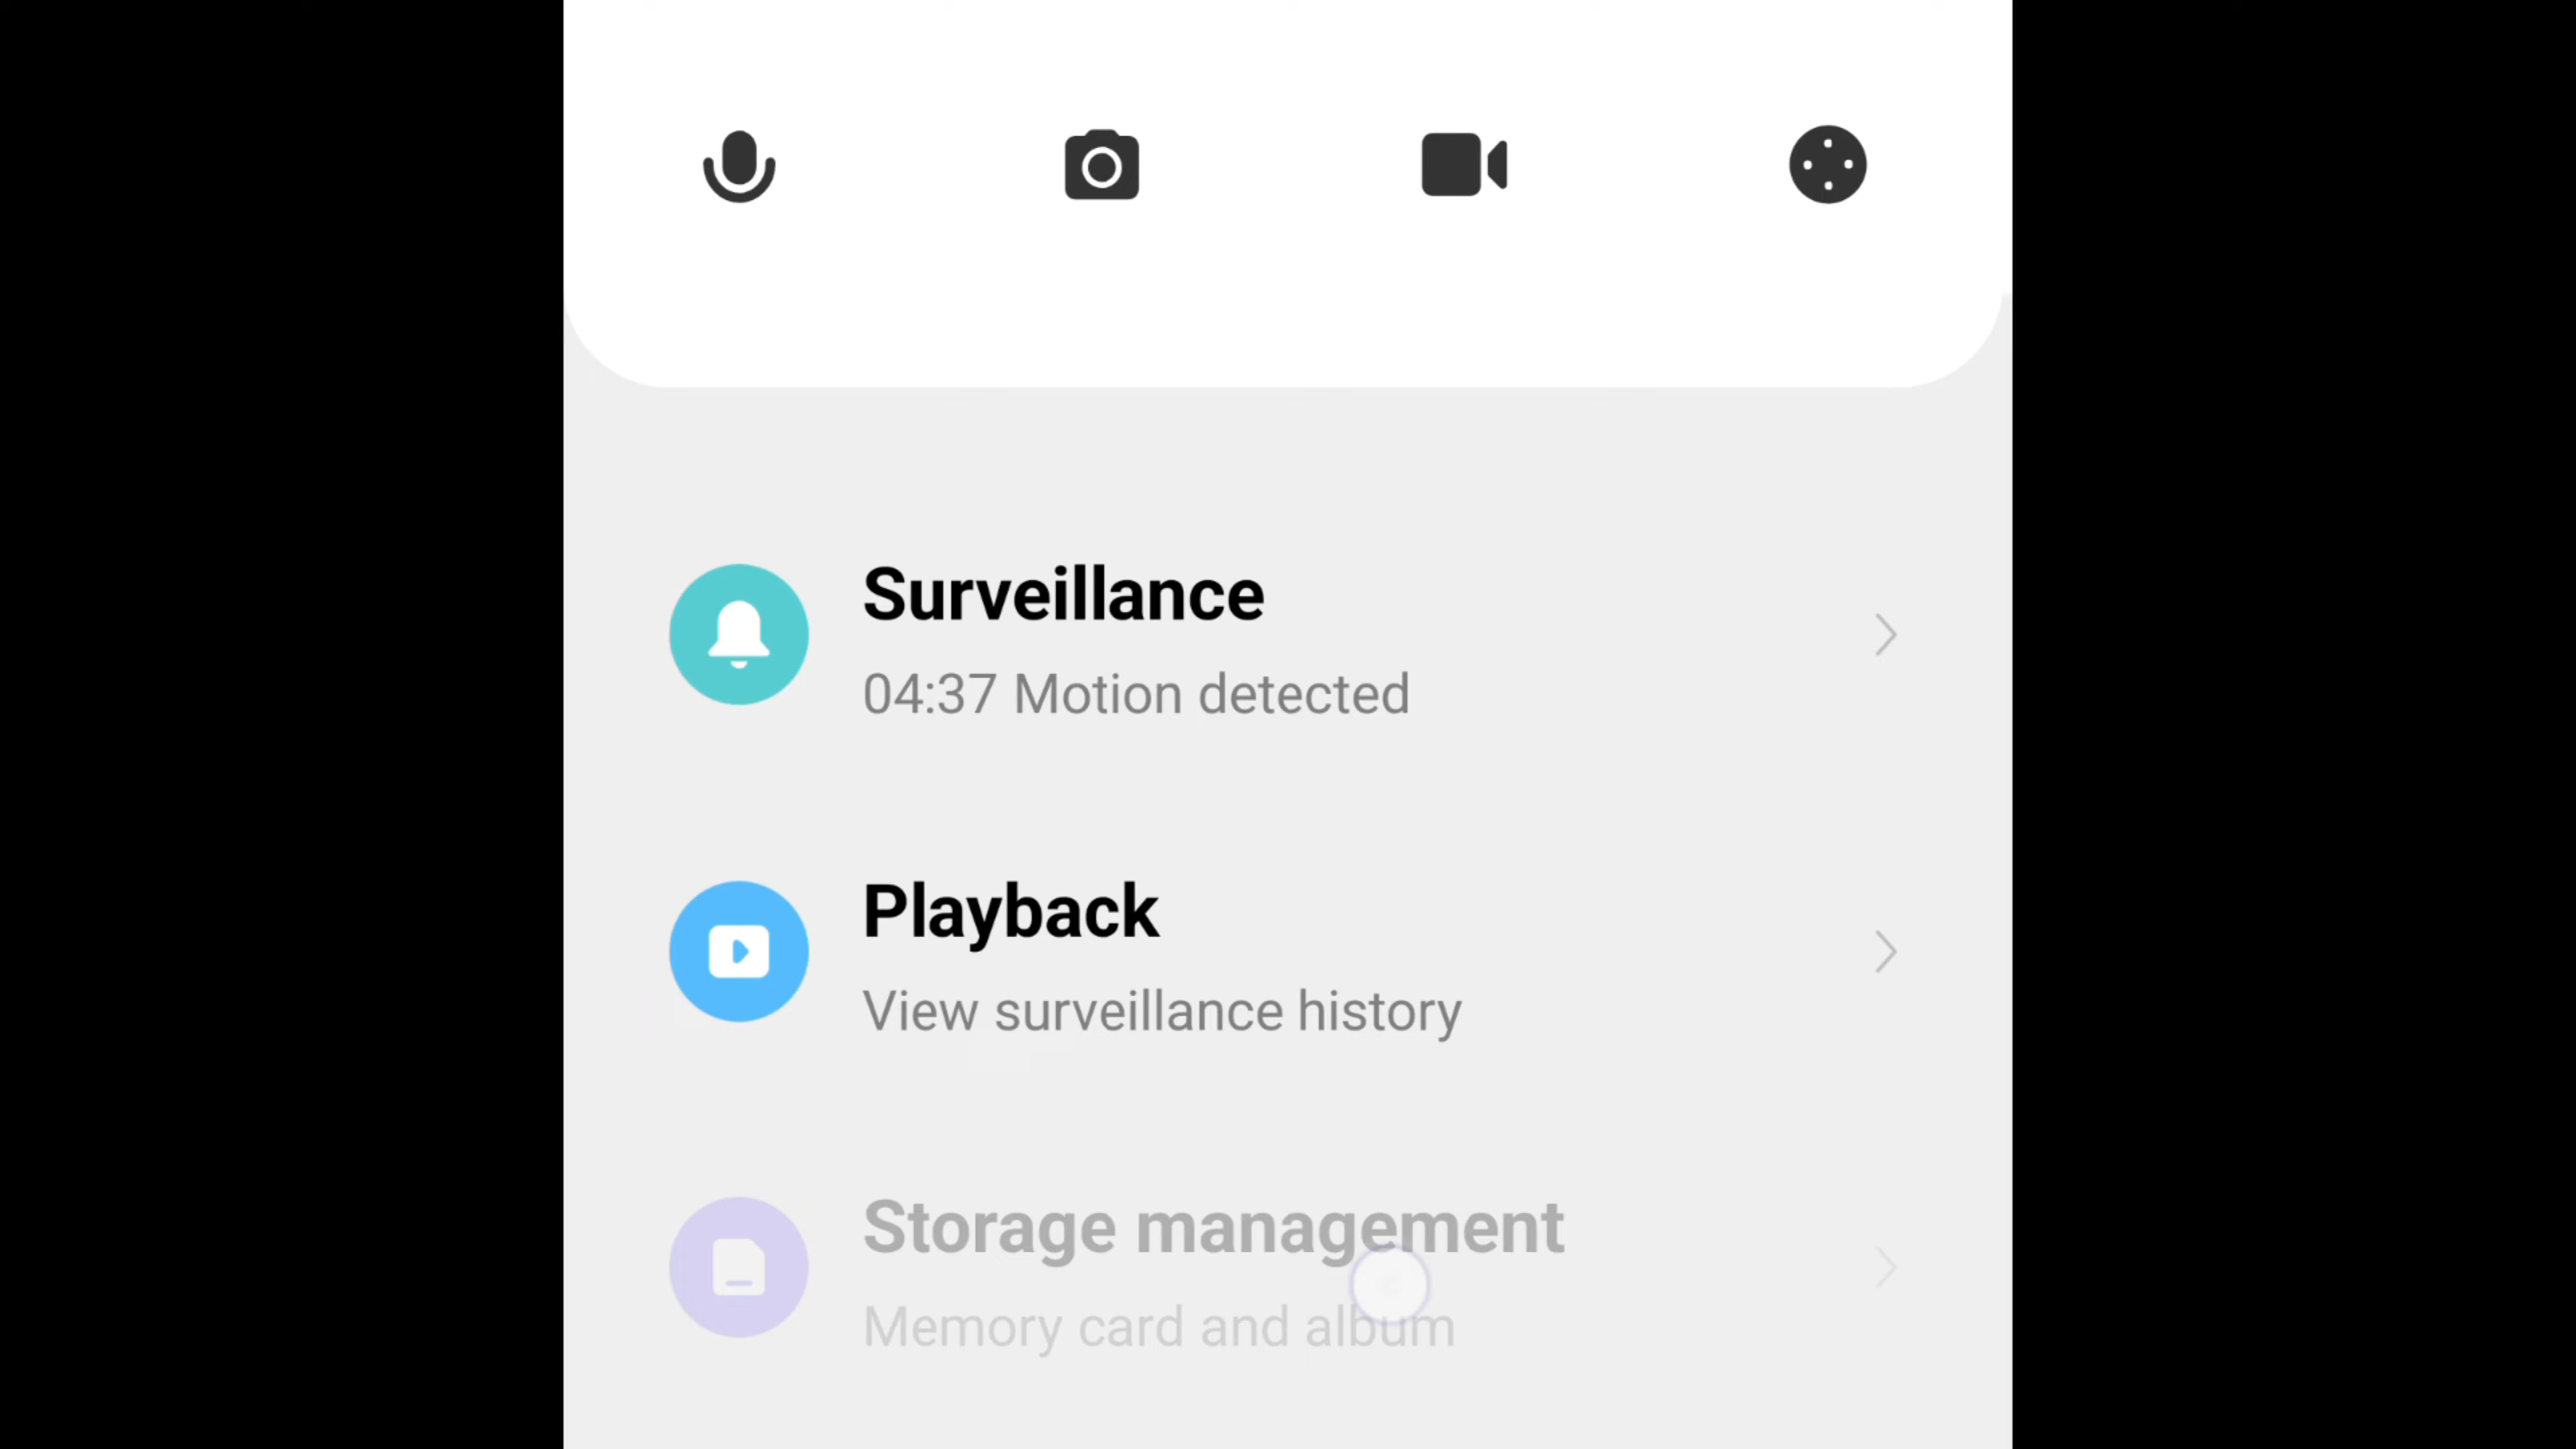 Surveillance
04:37 Motion detected
Playback
View surveillance history
Storage management
Memory card and album